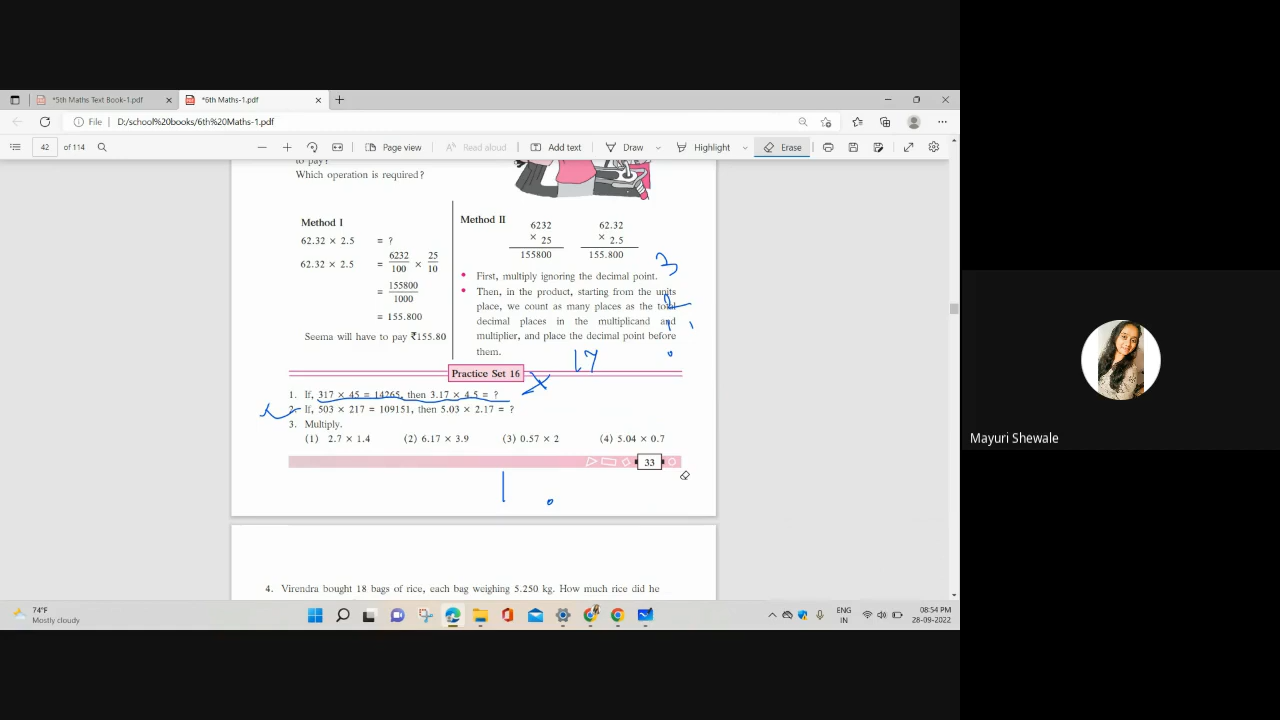 *5th Maths Text Book-1.pdf
*6th Maths-1.pdf
File
D:/school%20books/6th%20Maths-1.pdf
42 of 114
Page view
Read aloud
Add text
Draw
Highlight
Erase
to pay?
Which operation is required?
Method I
62.32 × 2.5 = ?
62.32 × 2.5 = 6232/100 × 25/10
= 155800/1000
= 155.800
Seema will have to pay ₹155.80
Method II
6232 62.32
× 25 × 2.5
155800 155.800
• First, multiply ignoring the decimal point.
• Then, in the product, starting from the units
place, we count as many places as the total
decimal places in the multiplicand and
multiplier, and place the decimal point before
them.
3
17
Practice Set 16
1. If, 317 × 45 = 14265, then 3.17 × 4.5 = ?
2. If, 503 × 217 = 109151, then 5.03 × 2.17 = ?
3. Multiply.
(1) 2.7 × 1.4 (2) 6.17 × 3.9 (3) 0.57 × 2 (4) 5.04 × 0.7
33
1 .
4. Virendra bought 18 bags of rice, each bag weighing 5.250 kg. How much rice did he
74°F
Mostly cloudy
ENG
IN
08:54 PM
28-09-2022
Mayuri Shewale